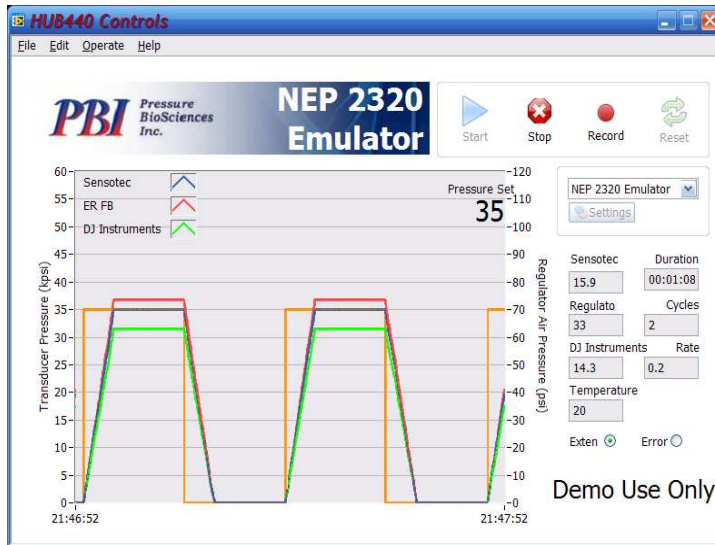 HUB440 Controls
File Edit Operate Help
PBI Pressure
BioSciences
Inc.
NEP 2320
Emulator
Start Stop Record Reset
Sensotec
ER FB
DJ Instruments
Pressure Set
35
NEP 2320 Emulator
Settings
Sensotec Duration
15.9 00:01:08
Regulato Cycles
33 2
DJ Instruments Rate
14.3 0.2
Temperature
20
Exten Error
Demo Use Only
Transducer Pressure (kpsi)
60
55
50
45
40
35
30
25
20
15
10
5
0
Regulator Air Pressure (psi)
120
110
100
90
80
70
60
50
40
30
20
10
0
21:46:52 21:47:52